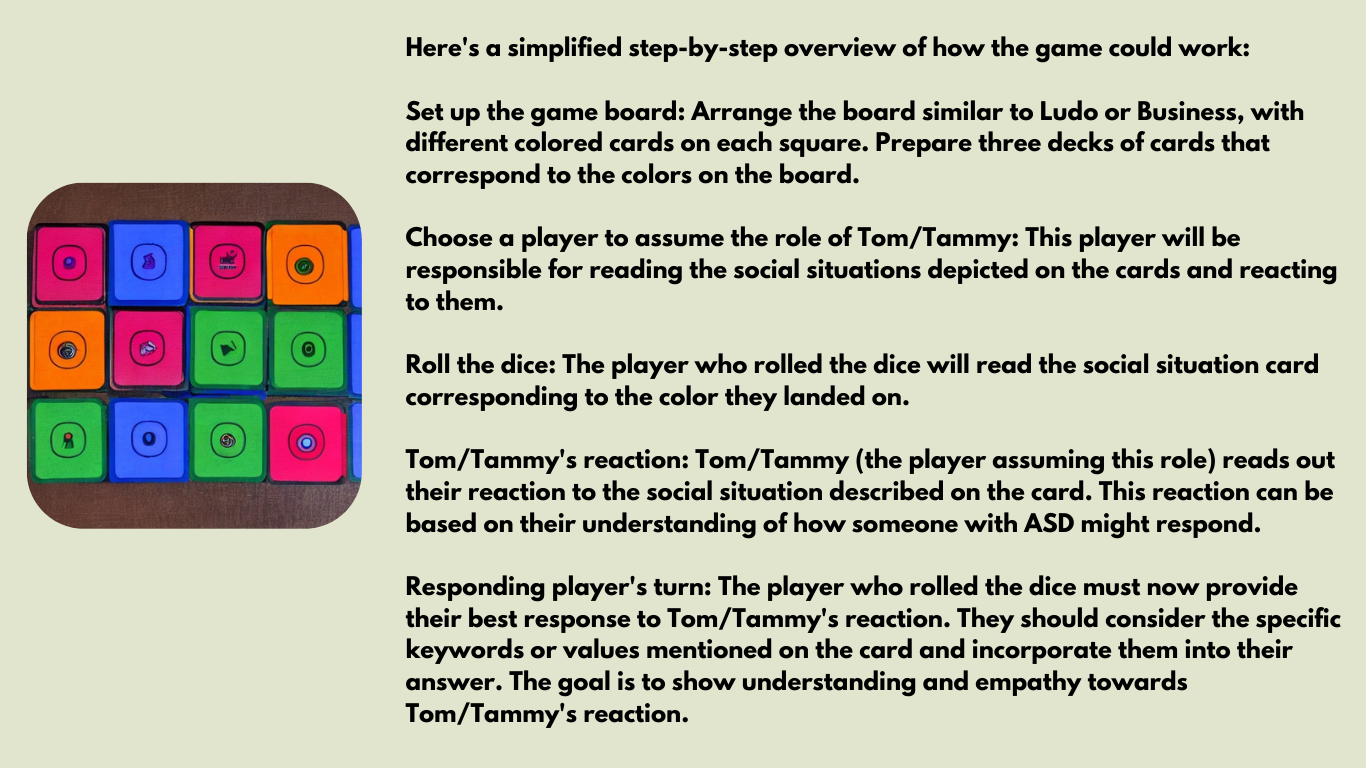 Here's a simplified step-by-step overview of how the game could work:
Set up the game board: Arrange the board similar to Ludo or Business, with
different colored cards on each square. Prepare three decks of cards that
correspond to the colors on the board.
Choose a player to assume the role of Tom/Tammy: This player will be
responsible for reading the social situations depicted on the cards and reacting
to them.
Roll the dice: The player who rolled the dice will read the social situation card
corresponding to the color they landed on.
Tom/Tammy's reaction: Tom/Tammy (the player assuming this role) reads out
their reaction to the social situation described on the card. This reaction can be
based on their understanding of how someone with ASD might respond.
Responding player's turn: The player who rolled the dice must now provide
their best response to Tom/Tammy's reaction. They should consider the specific
keywords or values mentioned on the card and incorporate them into their
answer. The goal is to show understanding and empathy towards
Tom/Tammy's reaction.